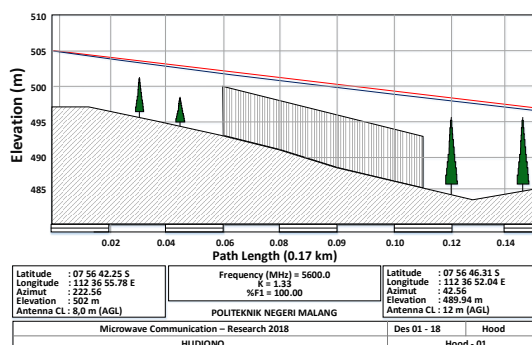 510
505
500
495
490
485
Elevation (m)
0.02 0.04 0.06 0.08 0.09 0.10 0.12 0.14
Path Length (0.17 km)
Latitude : 07 56 42.25 S
Longitude : 112 36 55.78 E
Azimut : 222.56
Elevation : 502 m
Antenna CL : 8,0 m (AGL)
Frequency (MHz) = 5600.0
K = 1.33
%F1 = 100.00
POLITEKNIK NEGERI MALANG
Latitude : 07 56 46.31 S
Longitude : 112 36 52.04 E
Azimut : 42.56
Elevation : 489.94 m
Antenna CL : 12 m (AGL)
Microwave Communication – Research 2018
Des 01 - 18
Hood
HUDIONO
Hood - 01